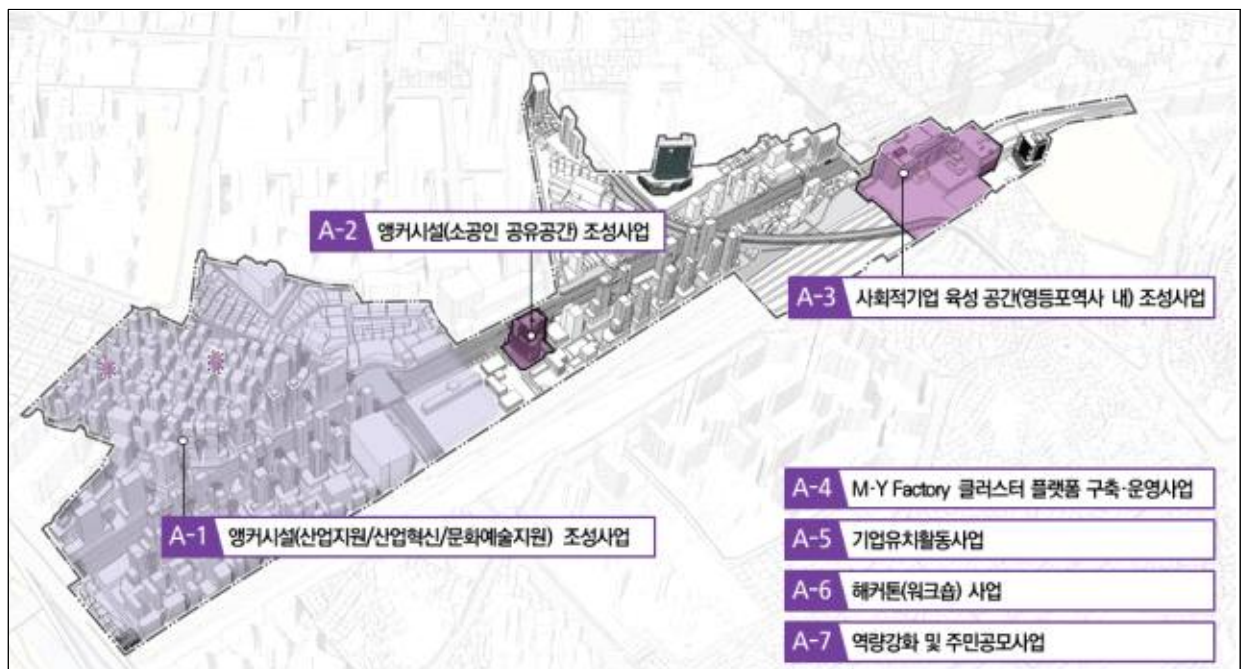 A-2 앵커시설(소공인 공유공간) 조성사업
A-3 사회적기업 육성 공간(영등포역사 내) 조성사업
A-1 앵커시설(산업지원/산업혁신/문화예술지원) 조성사업
A-4 M·Y Factory 클러스터 플랫폼 구축·운영사업
A-5 기업유치활동사업
A-6 해커톤(워크숍) 사업
A-7 역량강화 및 주민공모사업